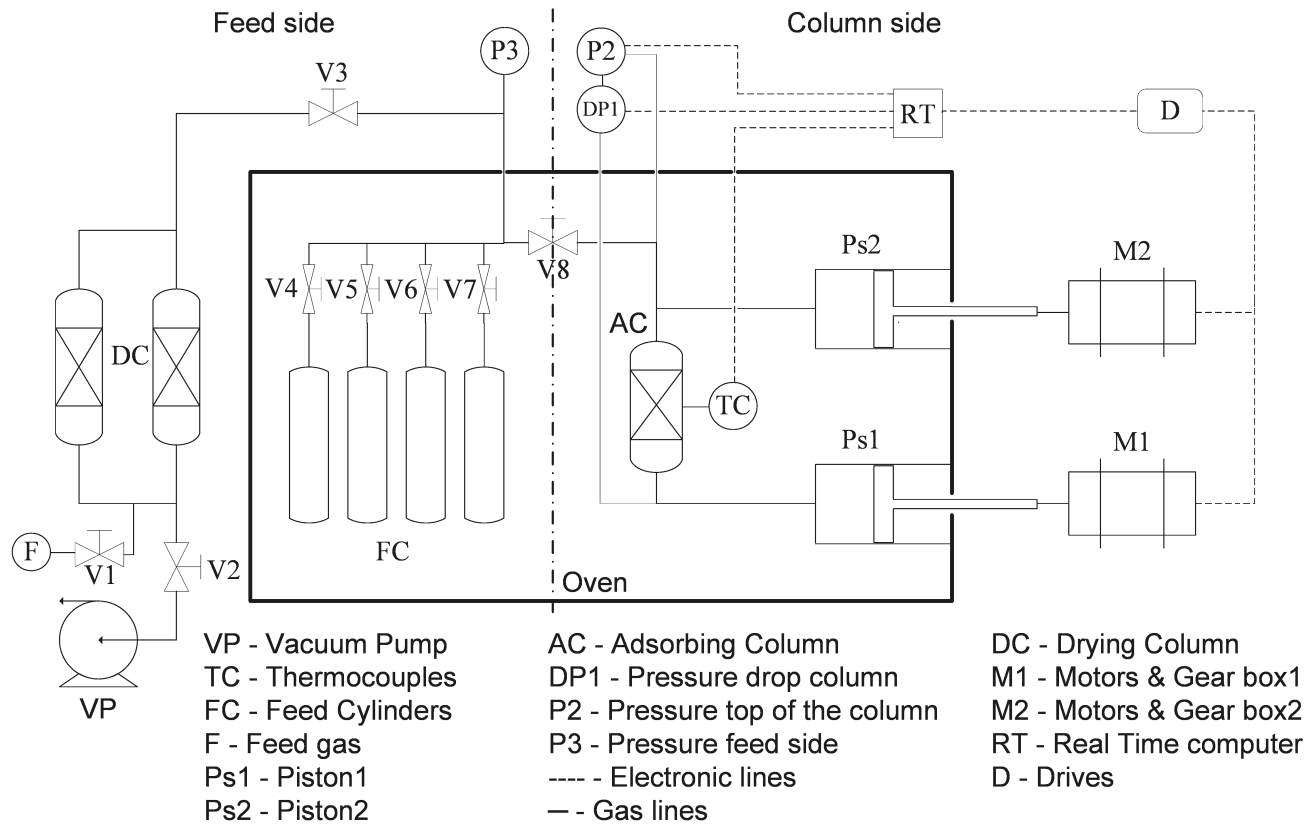 Feed side
Column side
P3
P2
V3
DP1
RT
D
V8
Ps2
M2
V4
V5
V6
V7
AC
DC
TC
Ps1
M1
F
V1
V2
FC
Oven
VP
VP - Vacuum Pump
TC - Thermocouples
FC - Feed Cylinders
F - Feed gas
Ps1 - Piston1
Ps2 - Piston2
AC - Adsorbing Column
DP1 - Pressure drop column
P2 - Pressure top of the column
P3 - Pressure feed side
---- - Electronic lines
— - Gas lines
DC - Drying Column
M1 - Motors & Gear box1
M2 - Motors & Gear box2
RT - Real Time computer
D - Drives